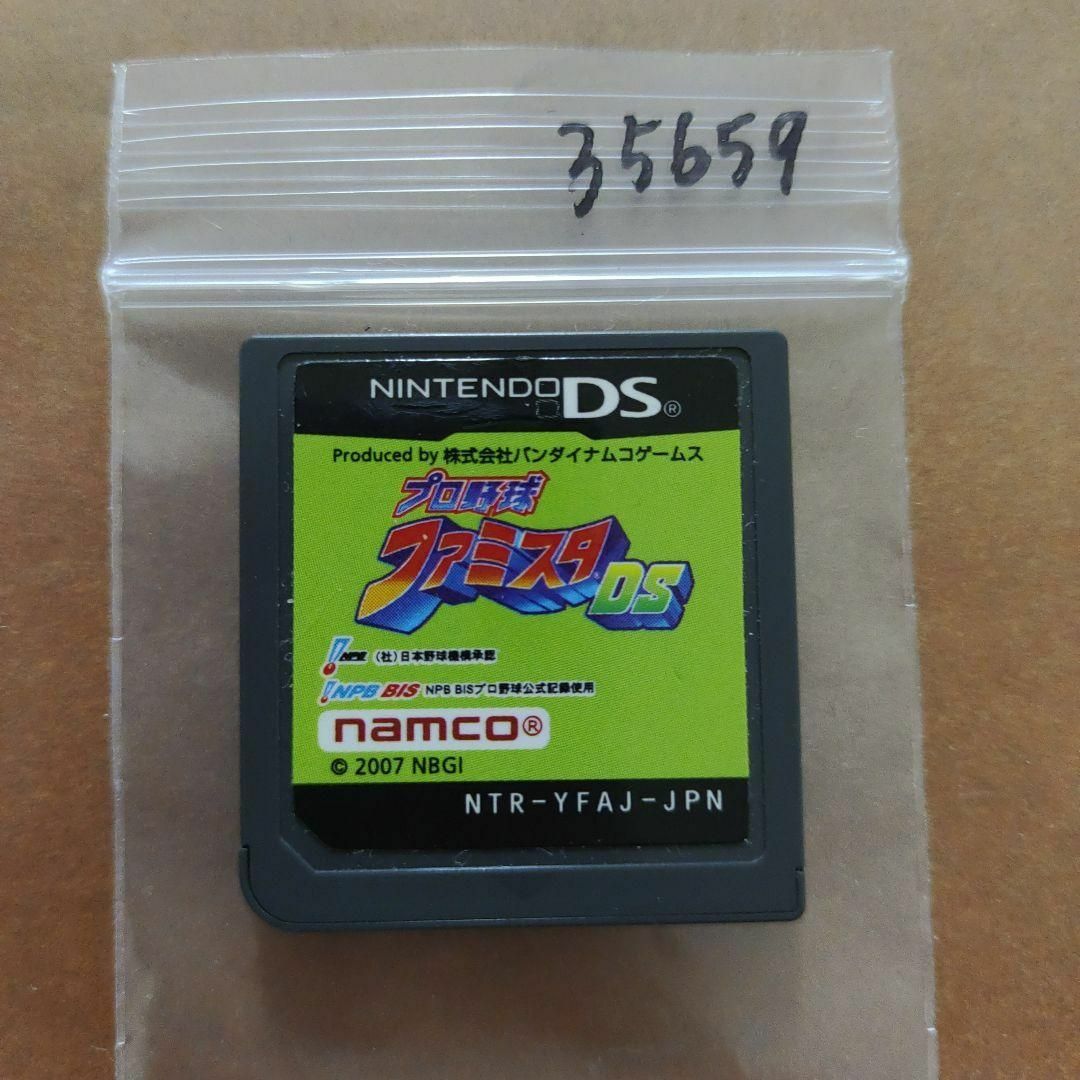 35659
NINTENDO DS®
Produced by 株式会社バンダイナムコゲームス
プロ野球
ファミスタ®DS
NPB (社)日本野球機構承認
NPB BIS NPB BISプロ野球公式記録使用
namco®
© 2007 NBGI
NTR-YFAJ-JPN